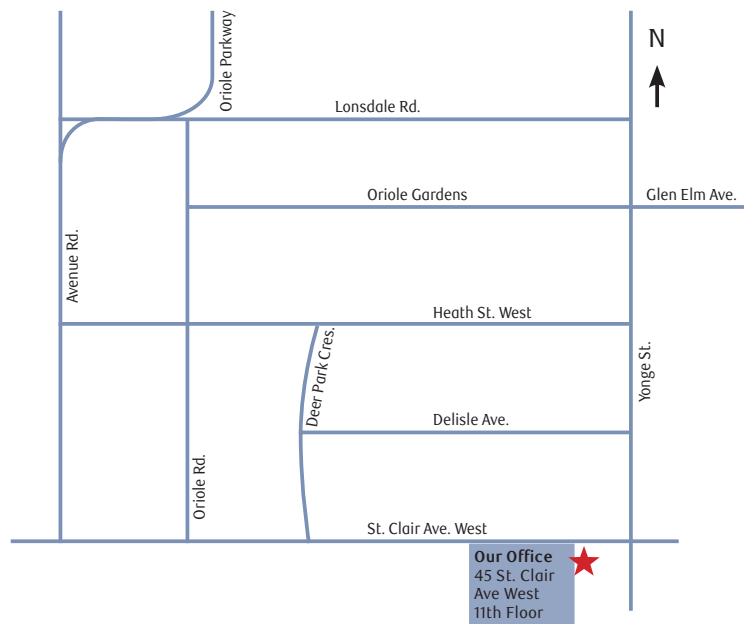 Oriole Parkway
N
Lonsdale Rd.
Oriole Gardens
Glen Elm Ave.
Avenue Rd.
Heath St. West
Deer Park Cres.
Yonge St.
Delisle Ave.
Oriole Rd.
St. Clair Ave. West
Our Office
45 St. Clair
Ave West
11th Floor